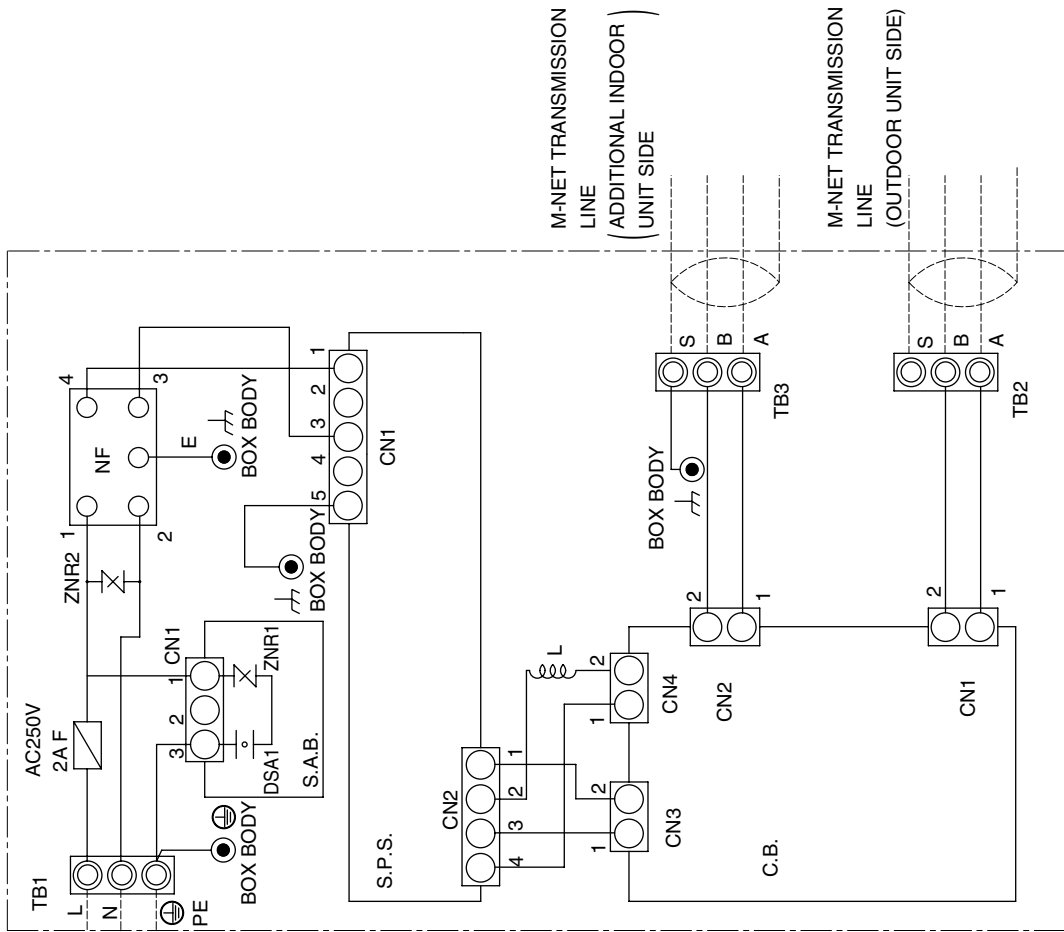 TB1
L
N
PE
AC250V
2A F
ZNR2
1
2
NF
4
3
E
BOX BODY
BOX BODY
CN1
3
2
1
DSA1
ZNR1
S.A.B.
BOX BODY
5
4
3
2
1
CN1
S.P.S.
CN2
4
3
2
1
L
1
2
CN3
1
2
CN4
C.B.
2
1
CN2
2
1
CN1
BOX BODY
S
B
A
TB3
S
B
A
TB2
M-NET TRANSMISSION
LINE
(ADDITIONAL INDOOR
UNIT SIDE)
M-NET TRANSMISSION
LINE
(OUTDOOR UNIT SIDE)